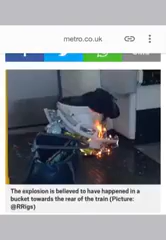 metro.co.uk
The explosion is believed to have happened in a
bucket towards the rear of the train (Picture:
@RRigs)